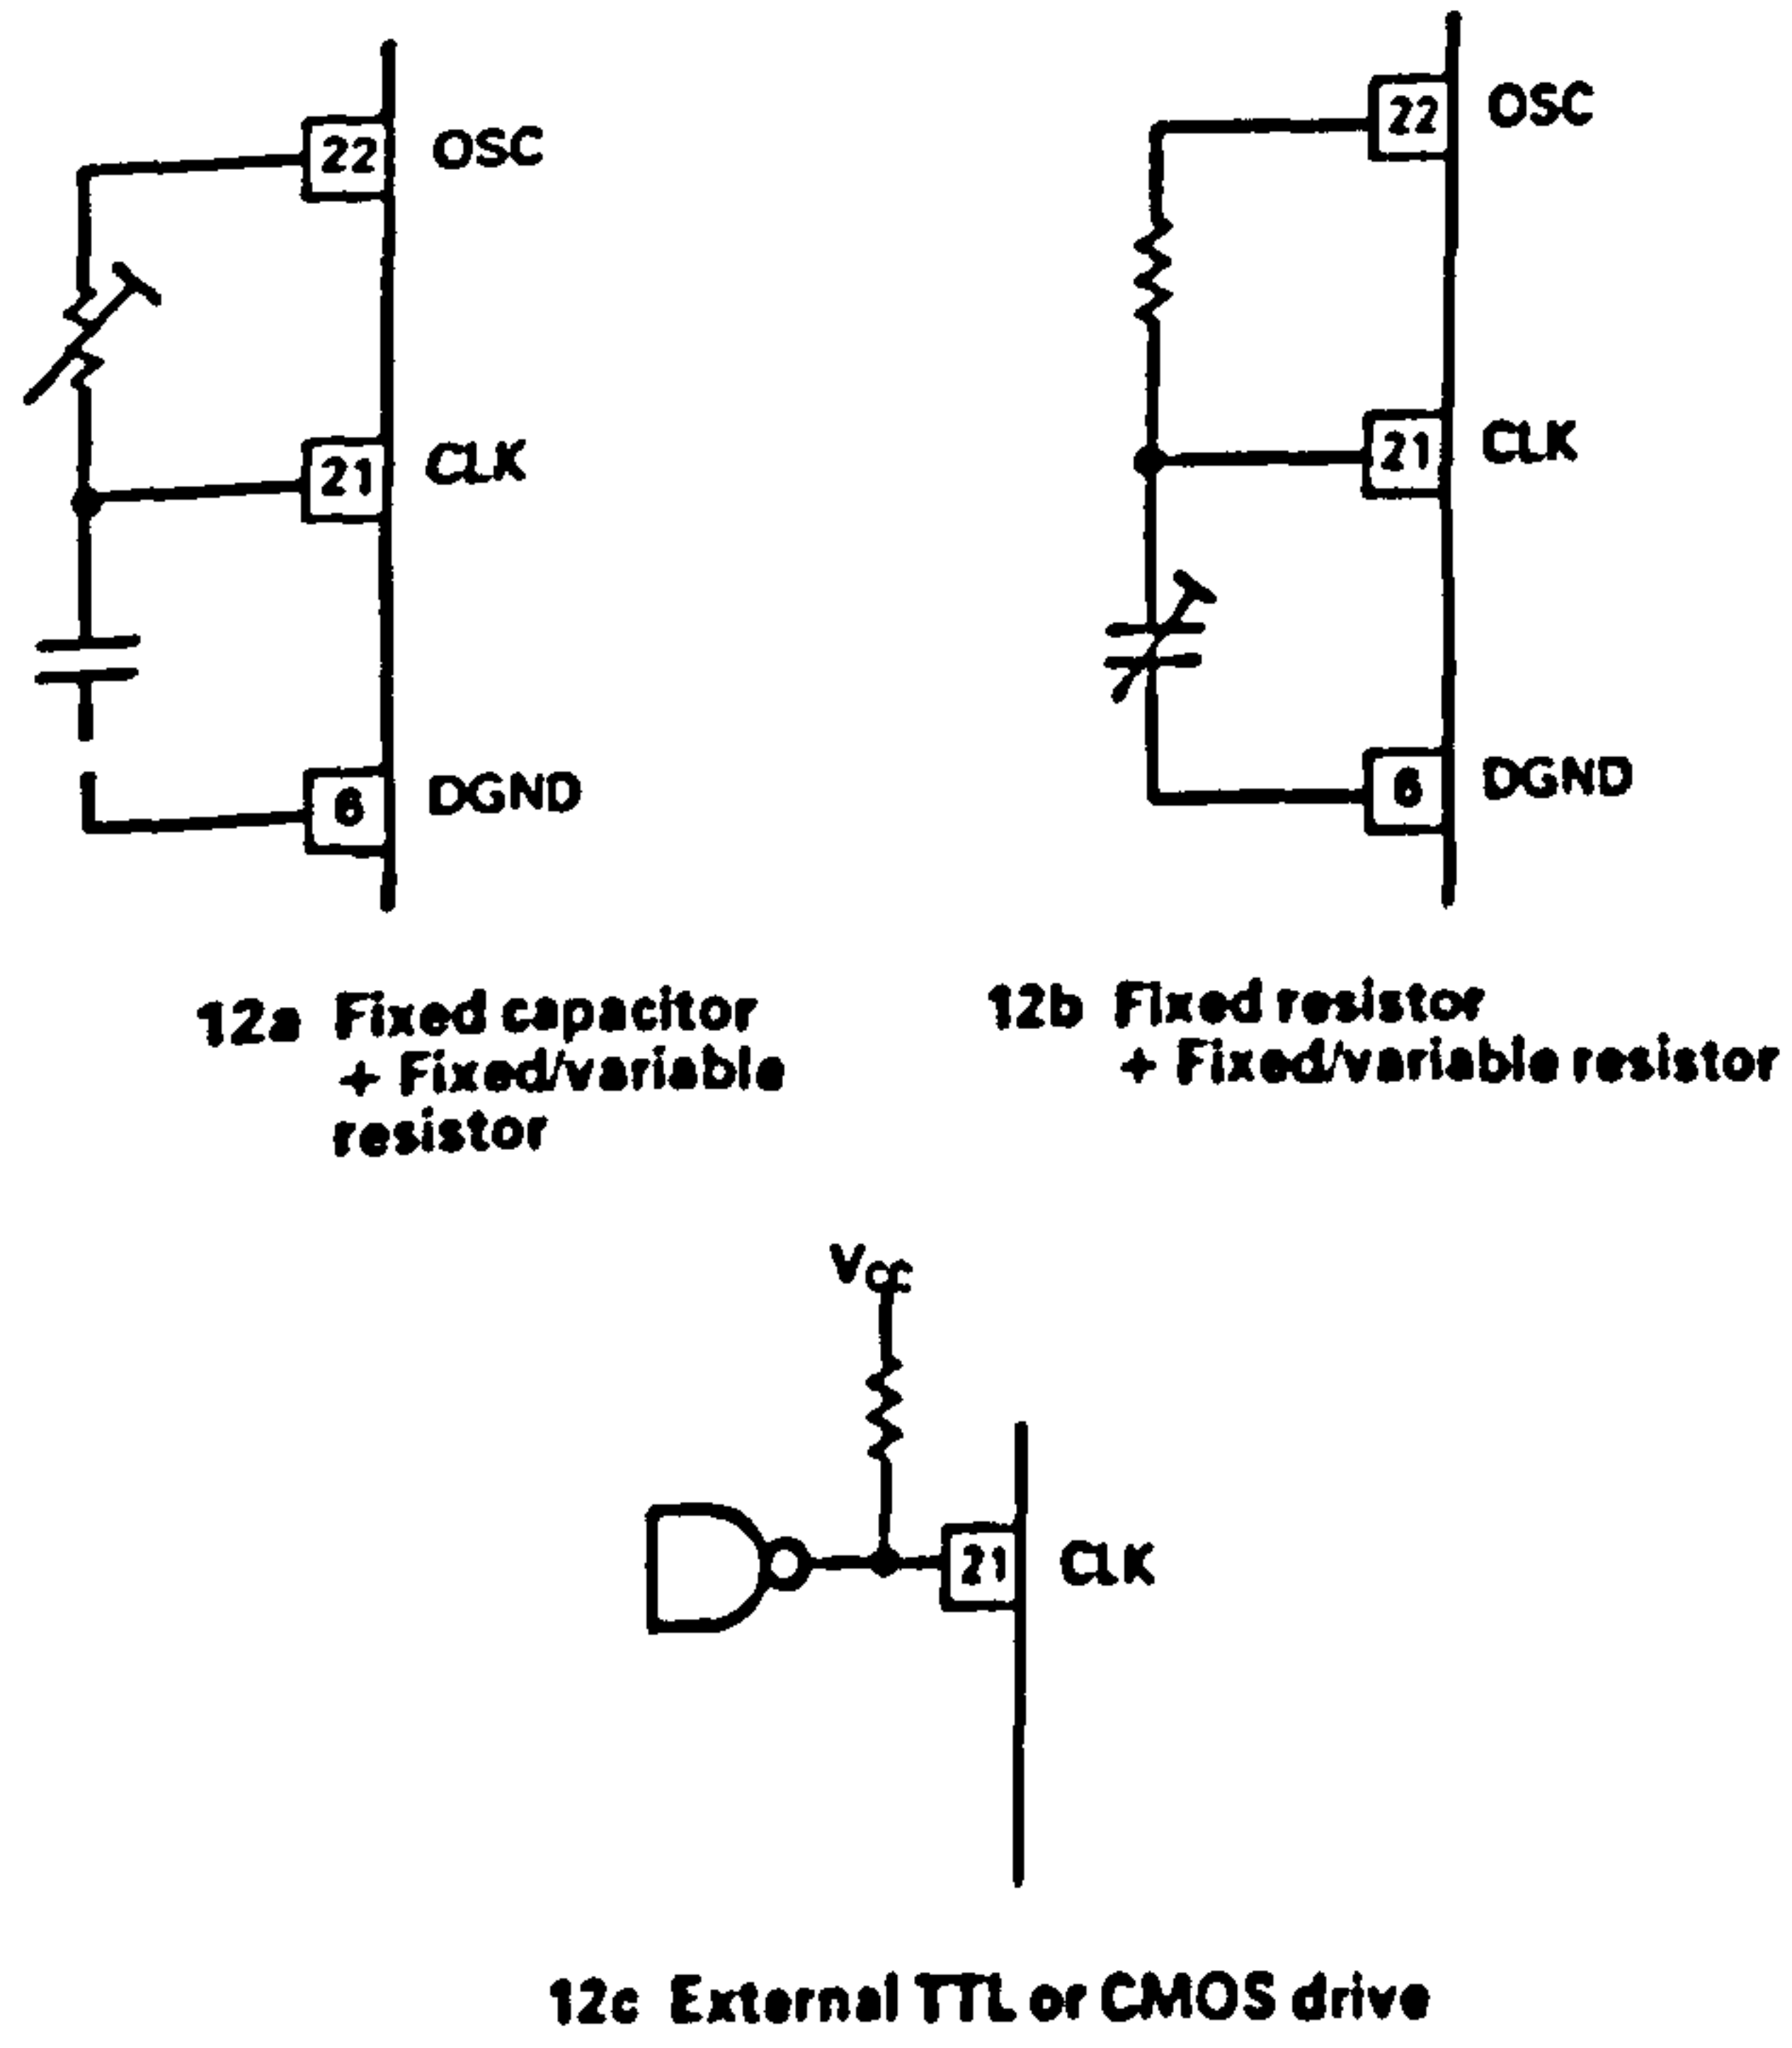 22 OSC
21 CLK
6 DGND
12a Fixed capacitor
+ Fixed/variable
resistor
22 OSC
21 CLK
6 DGND
12b Fixed resistor
+ Fixed/variable resistor
VCC
21 CLK
12c External TTL or CMOS drive